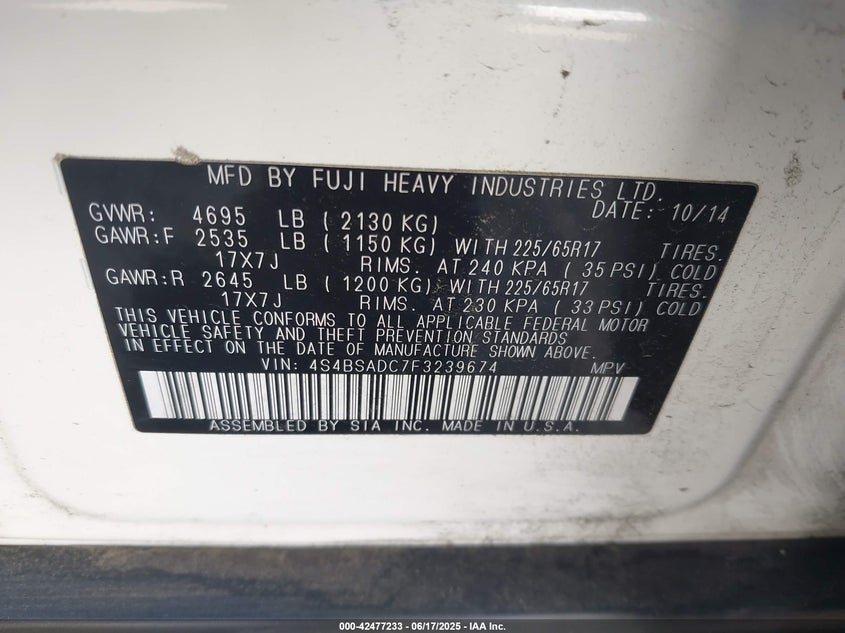 MFD BY FUJI HEAVY INDUSTRIES LTD.
DATE: 10/14
GVWR: 4695 LB ( 2130 KG)
GAWR:F 2535 LB ( 1150 KG) WITH 225/65R17 TIRES.
17X7J RIMS. AT 240 KPA ( 35 PSI) COLD
GAWR:R 2645 LB ( 1200 KG) WITH 225/65R17 TIRES.
17X7J RIMS. AT 230 KPA ( 33 PSI) COLD
THIS VEHICLE CONFORMS TO ALL APPLICABLE FEDERAL MOTOR
VEHICLE SAFETY AND THEFT PREVENTION STANDARDS
IN EFFECT ON THE DATE OF MANUFACTURE SHOWN ABOVE.
VIN: 4S4BSADC7F3239674 MPV
ASSEMBLED BY SIA INC. MADE IN U.S.A.
000-42477233 - 06/17/2025 - IAA Inc.